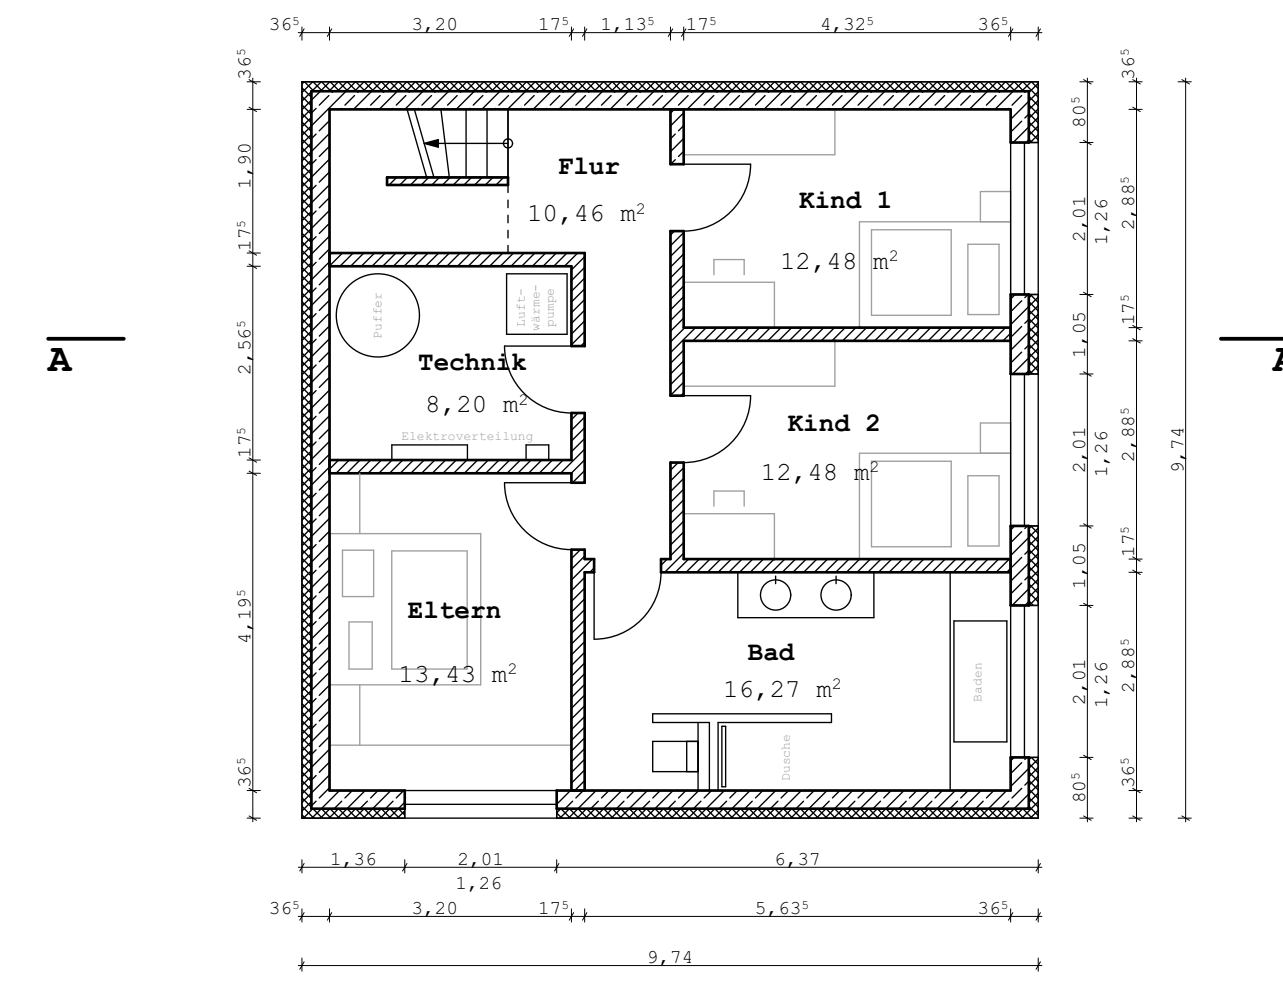 36⁵ 3,20 17⁵ 1,13⁵ 17⁵ 4,32⁵ 36⁵
36⁵
1,90
17⁵
2,56⁵
17⁵
4,19⁵
36⁵
A
Flur
10,46 m²
Kind 1
12,48 m²
Puffer
Luft-
wärme-
pumpe
Technik
8,20 m²
Elektroverteilung
Kind 2
12,48 m²
Eltern
13,43 m²
Bad
16,27 m²
Baden
Dusche
80⁵
2,01
1,26
1,05
2,01
1,26
1,05
2,01
1,26
80⁵
36⁵
2,88⁵
17⁵
2,88⁵
17⁵
2,88⁵
36⁵
9,74
A
1,36 2,01 6,37
1,26
36⁵ 3,20 17⁵ 5,63⁵ 36⁵
9,74